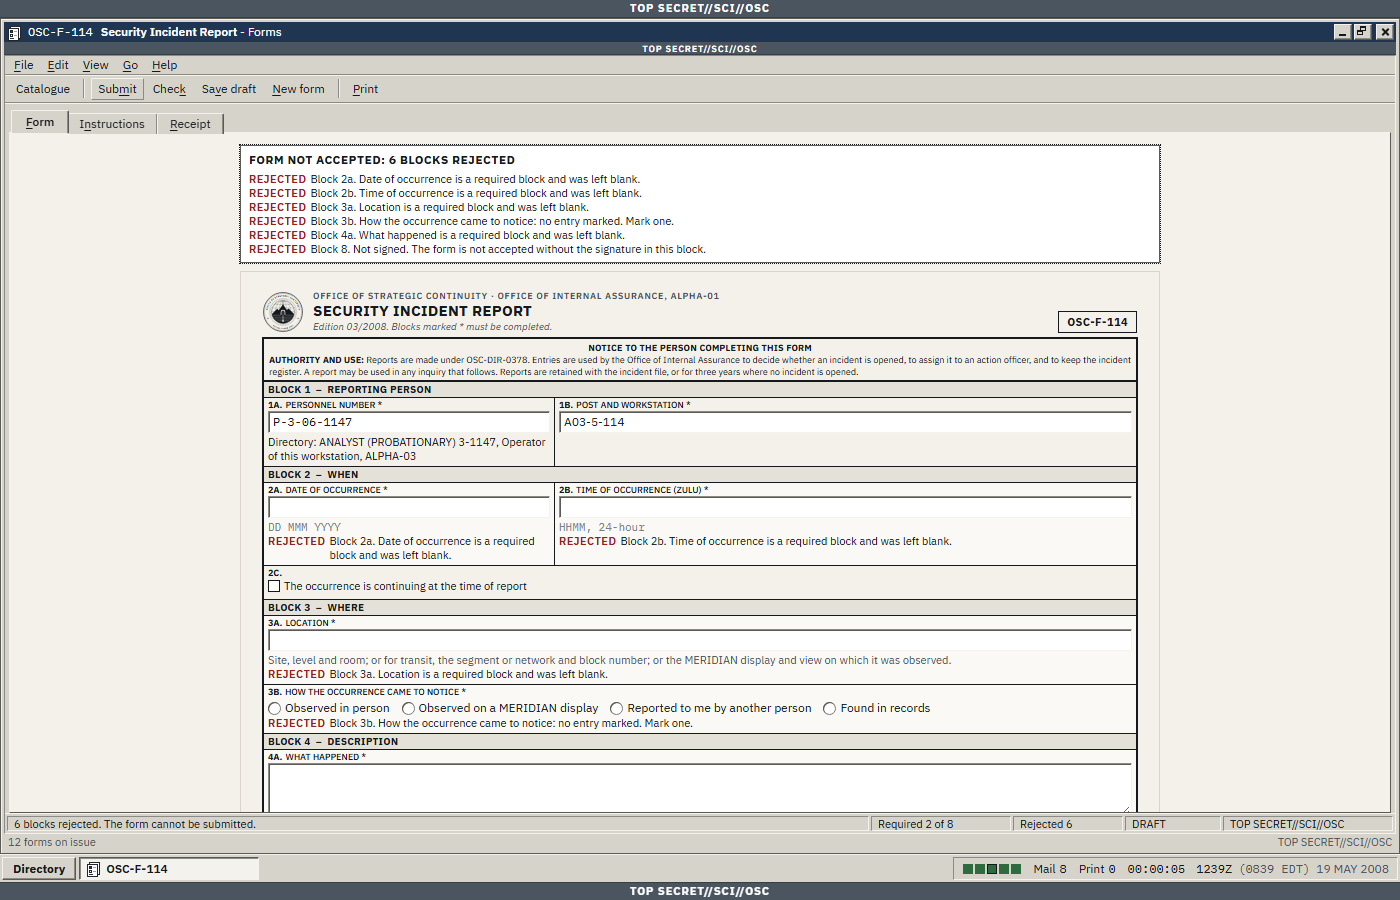 TOP SECRET//SCI//OSC
OSC-F-114 Security Incident Report - Forms
TOP SECRET//SCI//OSC
File Edit View Go Help
Catalogue Submit Check Save draft New form Print
Form Instructions Receipt
FORM NOT ACCEPTED: 6 BLOCKS REJECTED
REJECTED Block 2a. Date of occurrence is a required block and was left blank.
REJECTED Block 2b. Time of occurrence is a required block and was left blank.
REJECTED Block 3a. Location is a required block and was left blank.
REJECTED Block 3b. How the occurrence came to notice: no entry marked. Mark one.
REJECTED Block 4a. What happened is a required block and was left blank.
REJECTED Block 8. Not signed. The form is not accepted without the signature in this block.
OFFICE OF STRATEGIC CONTINUITY · OFFICE OF INTERNAL ASSURANCE, ALPHA-01
SECURITY INCIDENT REPORT
Edition 03/2008. Blocks marked * must be completed.
OSC-F-114
NOTICE TO THE PERSON COMPLETING THIS FORM
AUTHORITY AND USE: Reports are made under OSC-DIR-0378. Entries are used by the Office of Internal Assurance to decide whether an incident is opened, to assign it to an action officer, and to keep the incident
register. A report may be used in any inquiry that follows. Reports are retained with the incident file, or for three years where no incident is opened.
BLOCK 1 – REPORTING PERSON
1A. PERSONNEL NUMBER *
P-3-06-1147
Directory: ANALYST (PROBATIONARY) 3-1147, Operator
of this workstation, ALPHA-03
1B. POST AND WORKSTATION *
A03-5-114
BLOCK 2 – WHEN
2A. DATE OF OCCURRENCE *
DD MMM YYYY
REJECTED Block 2a. Date of occurrence is a required
block and was left blank.
2B. TIME OF OCCURRENCE (ZULU) *
HHMM, 24-hour
REJECTED Block 2b. Time of occurrence is a required block and was left blank.
2C.
The occurrence is continuing at the time of report
BLOCK 3 – WHERE
3A. LOCATION *
Site, level and room; or for transit, the segment or network and block number; or the MERIDIAN display and view on which it was observed.
REJECTED Block 3a. Location is a required block and was left blank.
3B. HOW THE OCCURRENCE CAME TO NOTICE *
Observed in person Observed on a MERIDIAN display Reported to me by another person Found in records
REJECTED Block 3b. How the occurrence came to notice: no entry marked. Mark one.
BLOCK 4 – DESCRIPTION
4A. WHAT HAPPENED *
6 blocks rejected. The form cannot be submitted. Required 2 of 8 Rejected 6 DRAFT TOP SECRET//SCI//OSC
12 forms on issue TOP SECRET//SCI//OSC
Directory OSC-F-114 Mail 8 Print 0 00:00:05 1239Z (0839 EDT) 19 MAY 2008
TOP SECRET//SCI//OSC